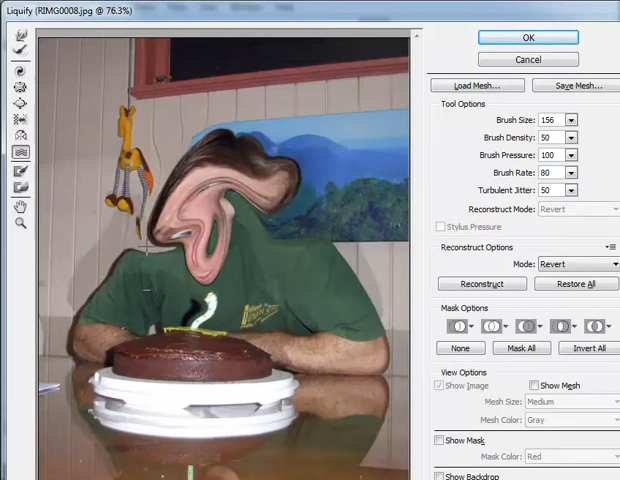 Liquify (RIMG0008.jpg @ 76.3%)
OK
Cancel
Load Mesh...
Save Mesh...
Tool Options
Brush Size: 156
Brush Density: 50
Brush Pressure: 100
Brush Rate: 80
Turbulent Jitter: 50
Reconstruct Mode: Revert
Stylus Pressure
Reconstruct Options
Mode: Revert
Reconstruct
Restore All
Mask Options
None
Mask All
Invert All
View Options
Show Image
Show Mesh
Mesh Size: Medium
Mesh Color: Gray
Show Mask
Mask Color: Red
Show Backdrop